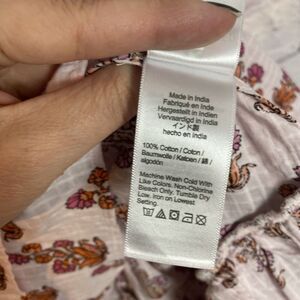 Made in India
Fabriqué en Inde
Hergestellt in Indien
Vervaardigd in India
インド製
hecho en India
100% Cotton / Coton /
Baumwolle / Katoen / 綿 /
algodón
Machine Wash Cold With
Like Colors. Non-Chlorine
Bleach Only. Tumble Dry
Low. Iron on Lowest
Setting.